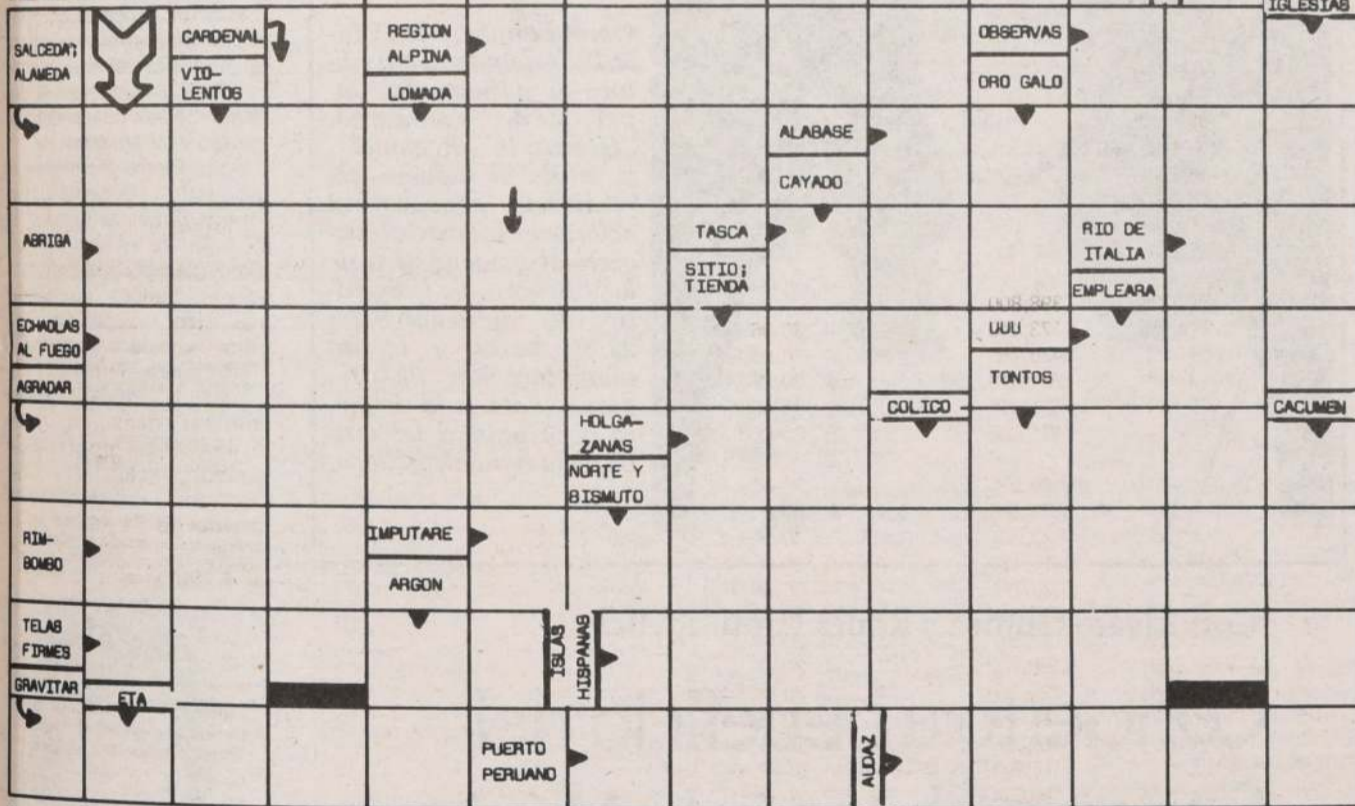 IGLESIAS
SALCEDA;
ALAMEDA
CARDENAL
VIO-
LENTOS
REGION
ALPINA
LOMADA
OBSERVAS
ORO GALO
ALABASE
CAYADO
ABRIGA
TASCA
SITIO;
TIENDA
RIO DE
ITALIA
EMPLEARA
ECHADLAS
AL FUEGO
AGRADAR
UUU
TONTOS
HOLGA-
ZANAS
NORTE Y
BISMUTO
COLICO
CACUMEN
RIM-
BOMBO
IMPUTARE
ARGON
TELAS
FIRMES
GRAVITAR
ETA
ISLAS
HISPANAS
PUERTO
PERUANO
AUDAZ